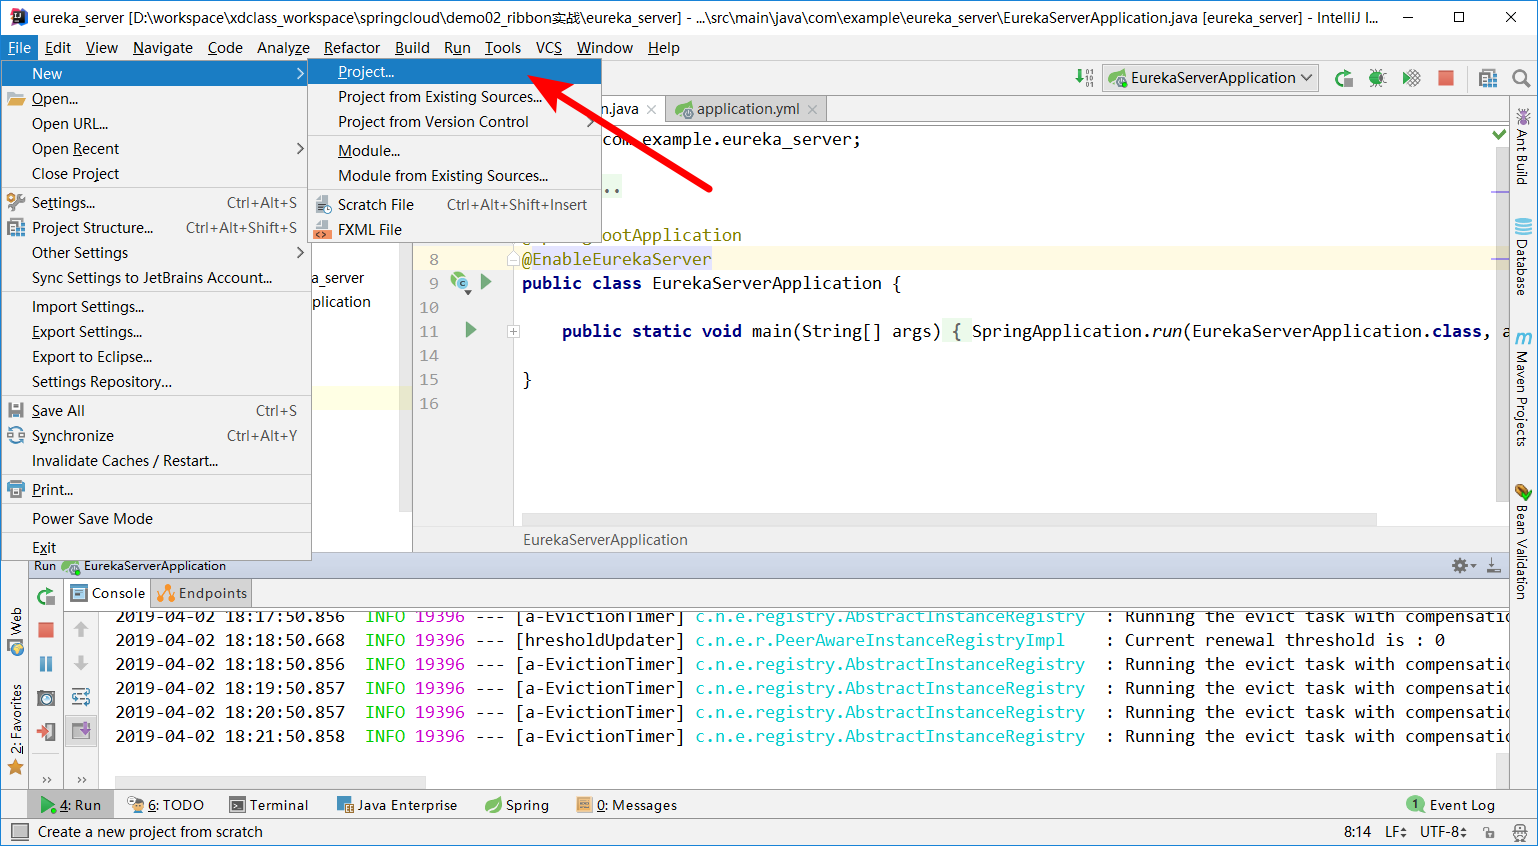 eureka_server [D:\workspace\xdclass_workspace\springcloud\demo02_ribbon实战\eureka_server] - ...\src\main\java\com\example\eureka_server\EurekaServerApplication.java [eureka_server] - IntelliJ I...
File Edit View Navigate Code Analyze Refactor Build Run Tools VCS Window Help
New
Open...
Open URL...
Open Recent
Close Project
Settings... Ctrl+Alt+S
Project Structure... Ctrl+Alt+Shift+S
Other Settings
Sync Settings to JetBrains Account...
Import Settings...
Export Settings...
Export to Eclipse...
Settings Repository...
Save All Ctrl+S
Synchronize Ctrl+Alt+Y
Invalidate Caches / Restart...
Print...
Power Save Mode
Exit
Project...
Project from Existing Sources...
Project from Version Control
Module...
Module from Existing Sources...
Scratch File Ctrl+Alt+Shift+Insert
FXML File
EurekaServerApplication
n.java
application.yml
a_server
plication
com.example.eureka_server;
..
ootApplication
8 @EnableEurekaServer
9 public class EurekaServerApplication {
10
11 public static void main(String[] args) { SpringApplication.run(EurekaServerApplication.class, a
14
15 }
16
EurekaServerApplication
Ant Build
Database
Maven Projects
Bean Validation
Run EurekaServerApplication
Console Endpoints
2019-04-02 18:17:50.856 INFO 19396 --- [a-EvictionTimer] c.n.e.registry.AbstractInstanceRegistry : Running the evict task with compensatio
2019-04-02 18:18:50.668 INFO 19396 --- [hresholdUpdater] c.n.e.r.PeerAwareInstanceRegistryImpl : Current renewal threshold is : 0
2019-04-02 18:18:50.856 INFO 19396 --- [a-EvictionTimer] c.n.e.registry.AbstractInstanceRegistry : Running the evict task with compensatio
2019-04-02 18:19:50.857 INFO 19396 --- [a-EvictionTimer] c.n.e.registry.AbstractInstanceRegistry : Running the evict task with compensatio
2019-04-02 18:20:50.857 INFO 19396 --- [a-EvictionTimer] c.n.e.registry.AbstractInstanceRegistry : Running the evict task with compensatio
2019-04-02 18:21:50.858 INFO 19396 --- [a-EvictionTimer] c.n.e.registry.AbstractInstanceRegistry : Running the evict task with compensatio
Web
2: Favorites
4: Run 6: TODO Terminal Java Enterprise Spring 0: Messages 1 Event Log
Create a new project from scratch 8:14 LF UTF-8